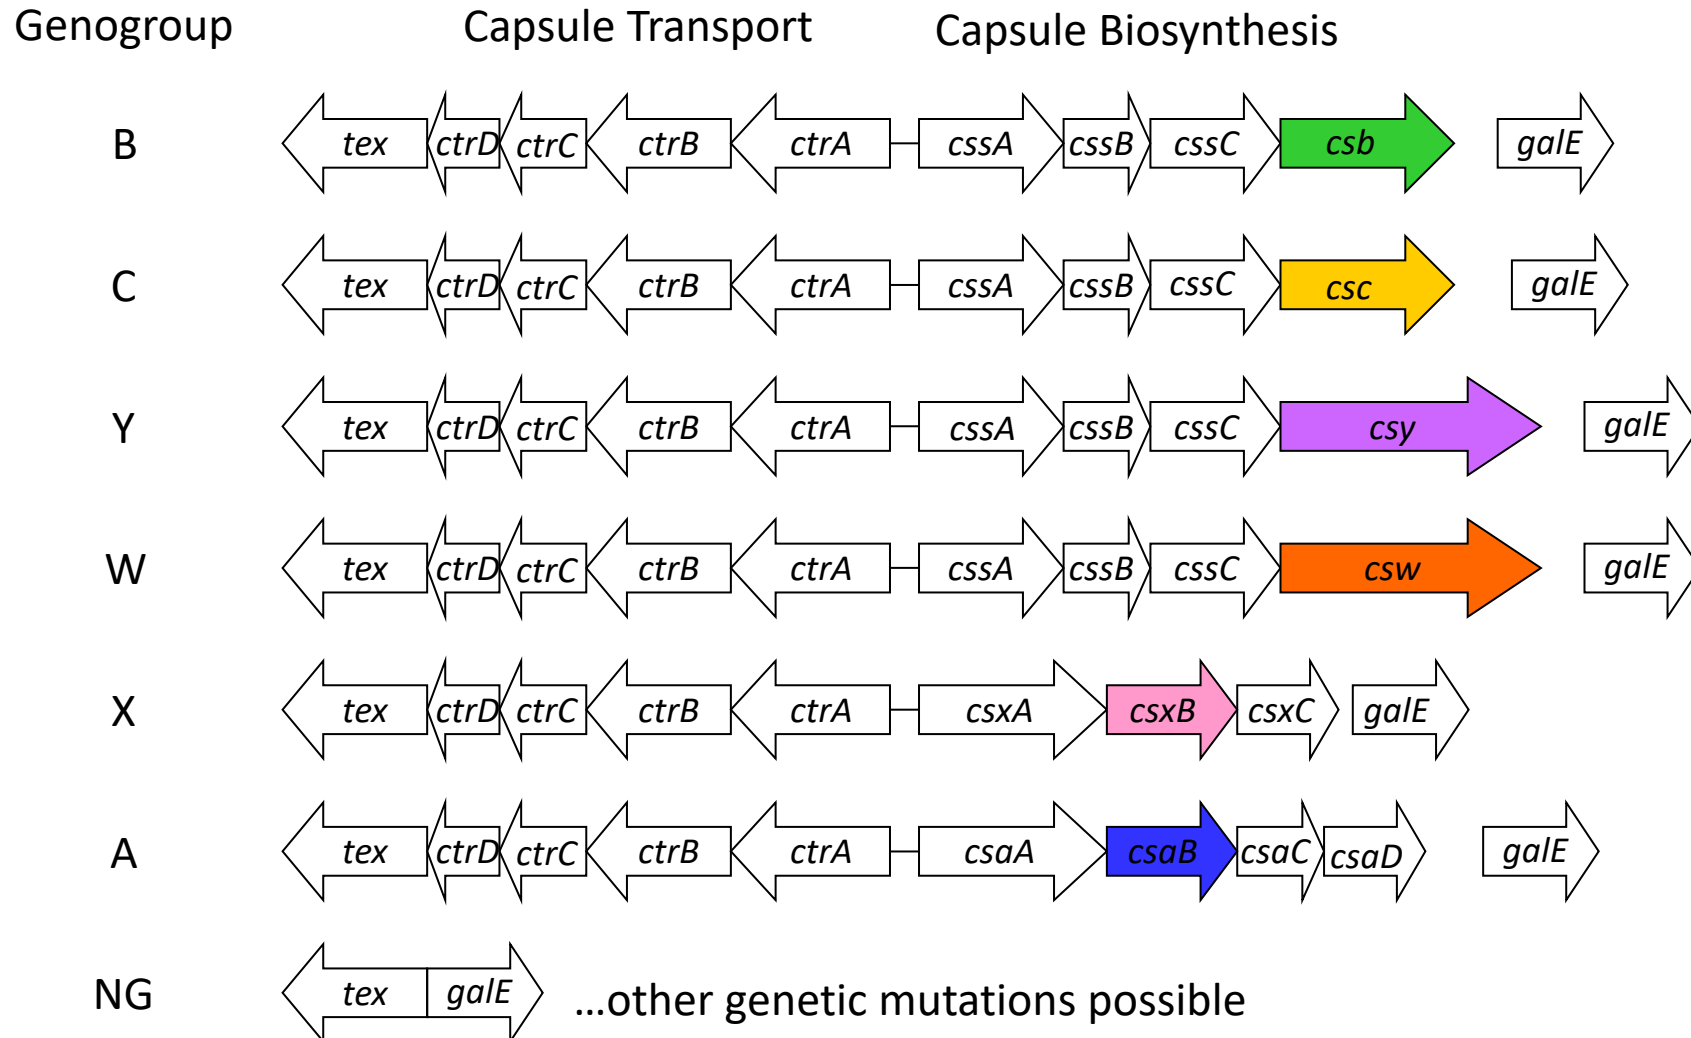 Genogroup Capsule Transport Capsule Biosynthesis
B tex ctrD ctrC ctrB ctrA cssA cssB cssC csb galE
C tex ctrD ctrC ctrB ctrA cssA cssB cssC csc galE
Y tex ctrD ctrC ctrB ctrA cssA cssB cssC csy galE
W tex ctrD ctrC ctrB ctrA cssA cssB cssC csw galE
X tex ctrD ctrC ctrB ctrA csxA csxB csxC galE
A tex ctrD ctrC ctrB ctrA csaA csaB csaC csaD galE
NG tex galE ...other genetic mutations possible